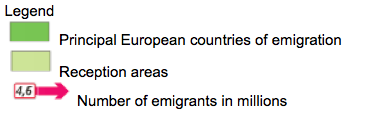 Legend
Principal European countries of emigration
Reception areas
4,6 Number of emigrants in millions